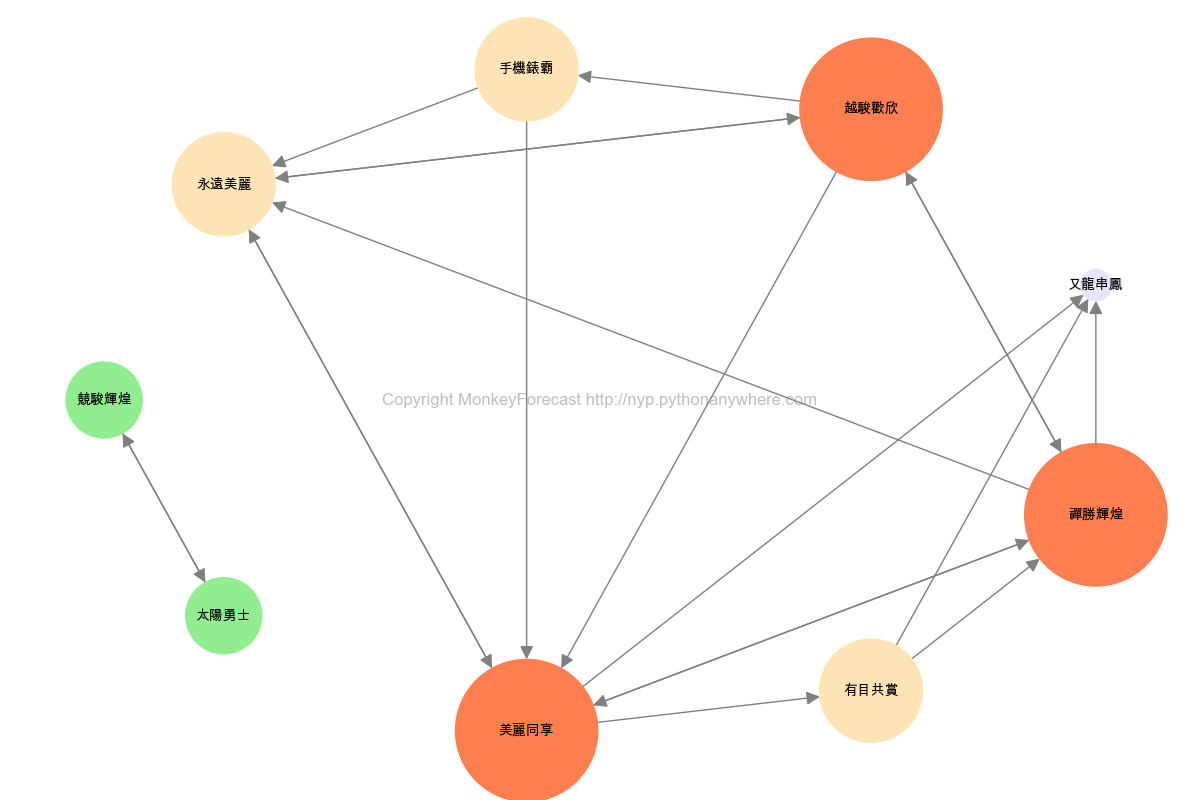 手機錶霸
越駿歡欣
永遠美麗
又龍串鳳
競駿輝煌
Copyright MonkeyForecast http://nyp.pythonanywhere.com
禪勝輝煌
太陽勇士
有目共賞
美麗同享